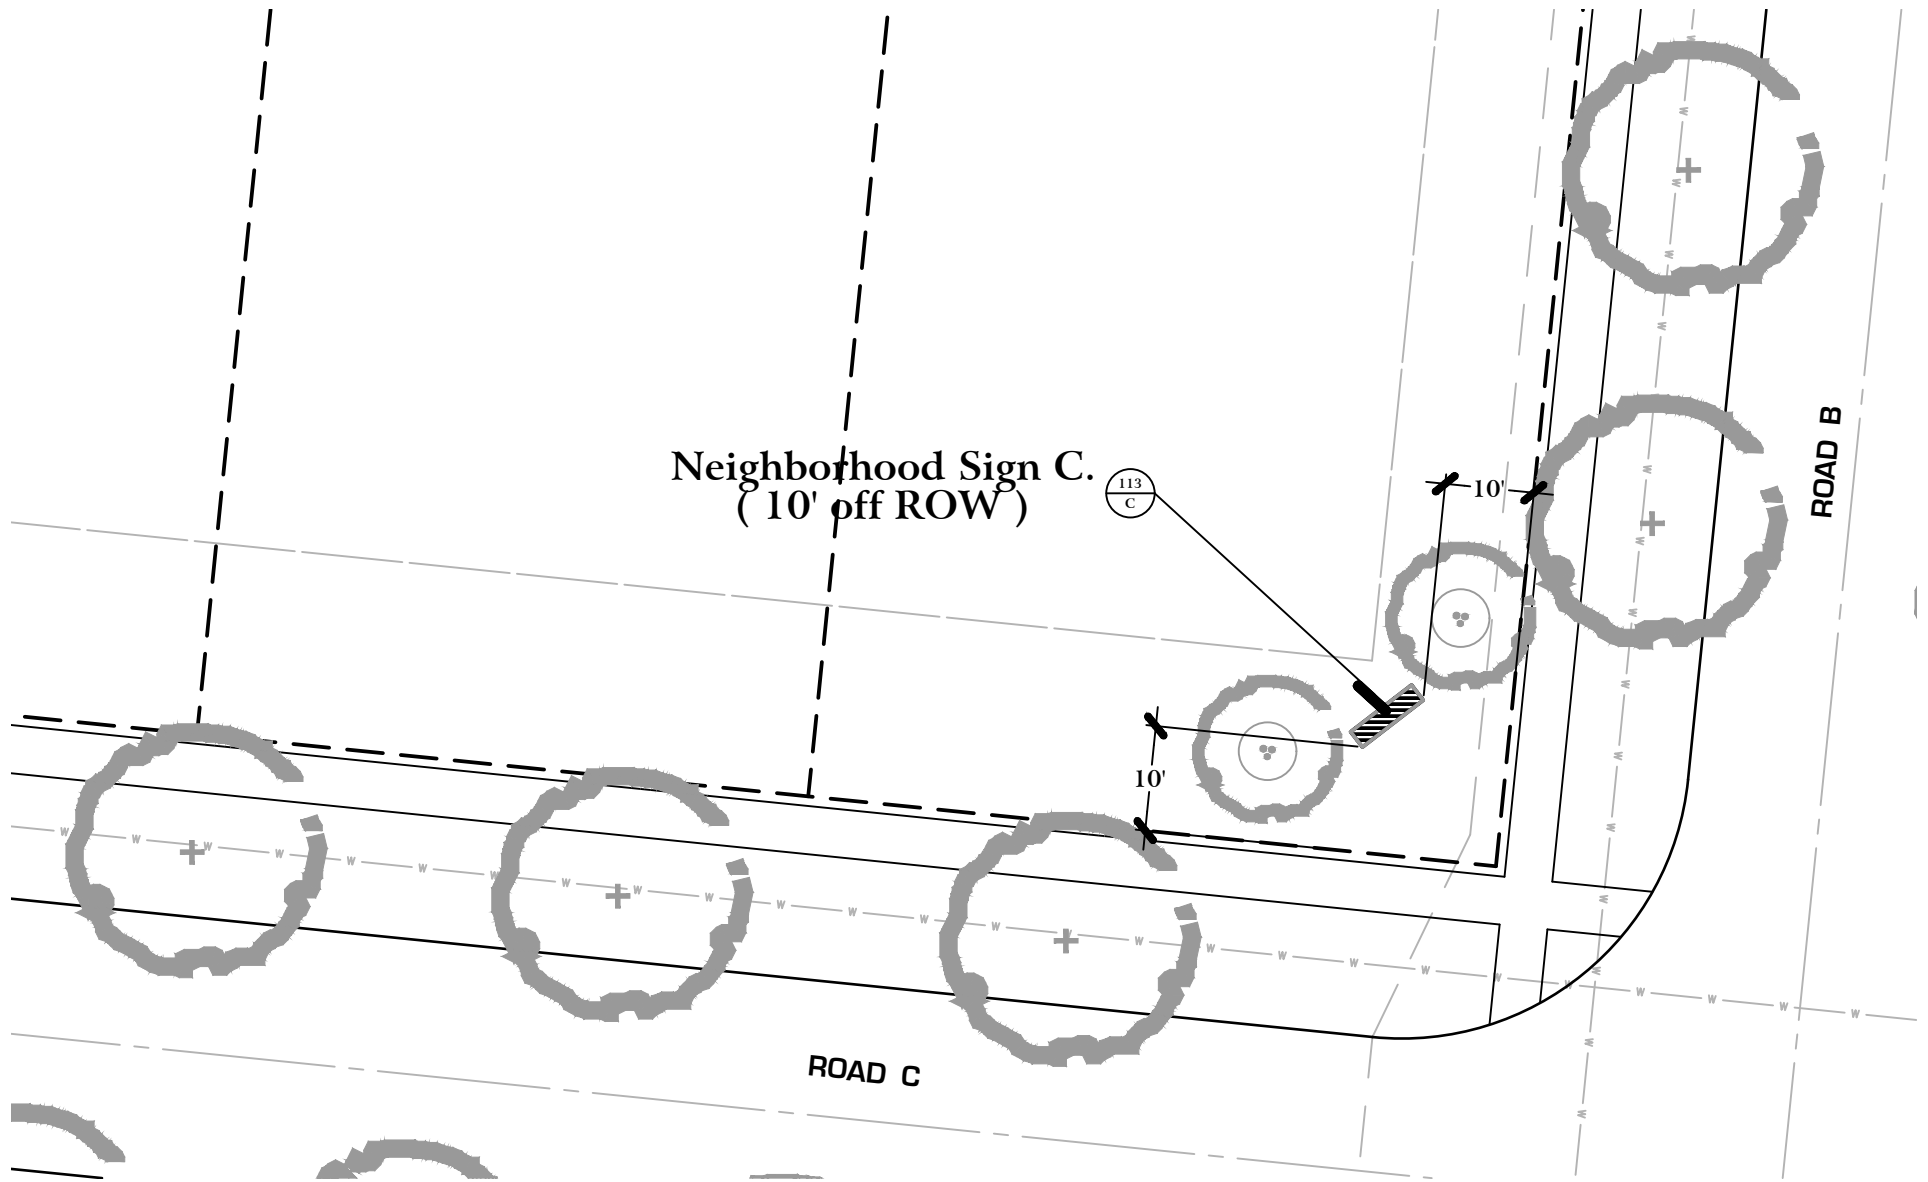 Neighborhood Sign C.
( 10' off ROW )
113
C
10'
10'
ROAD B
ROAD C
W W W W W W W W W W W W W W W W W W W W W W W W W W
W W W W W W W W W W W W W W W W